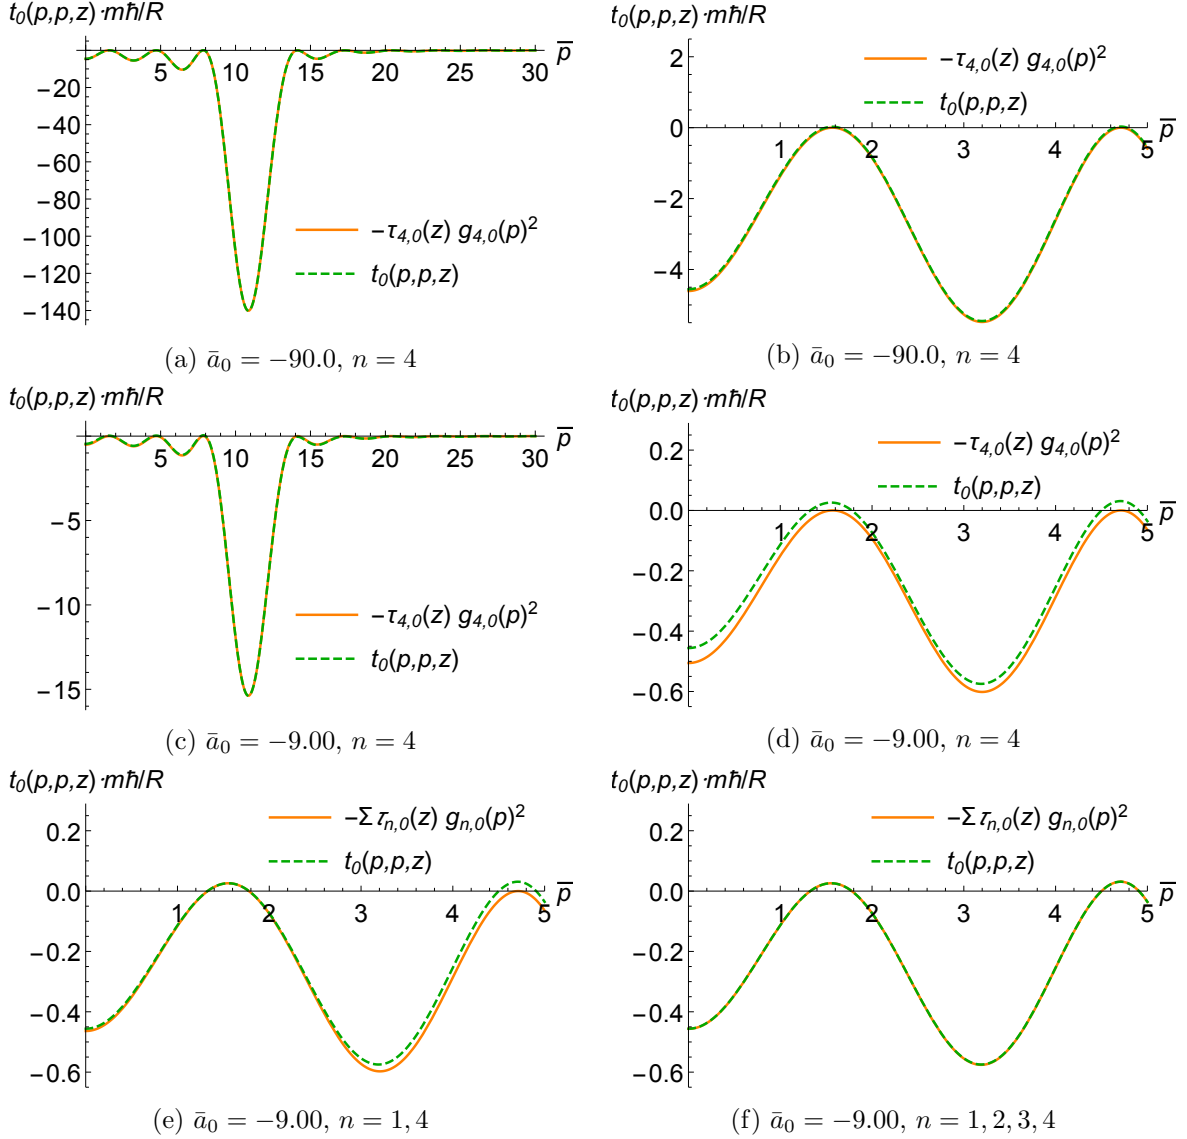 t₀(p,p,z)·mħ/R
p̄
5 10 15 20 25 30
−20
−40
−60
−80
−100
−120
−140
−τ₄,₀(z) g₄,₀(p)²
t₀(p,p,z)
(a) ā₀ = −90.0, n = 4
t₀(p,p,z)·mħ/R
2
0
−2
−4
p̄
1 2 3 4 5
−τ₄,₀(z) g₄,₀(p)²
t₀(p,p,z)
(b) ā₀ = −90.0, n = 4
t₀(p,p,z)·mħ/R
p̄
5 10 15 20 25 30
−5
−10
−15
−τ₄,₀(z) g₄,₀(p)²
t₀(p,p,z)
(c) ā₀ = −9.00, n = 4
t₀(p,p,z)·mħ/R
0.2
0.0
−0.2
−0.4
−0.6
p̄
1 2 3 4 5
−τ₄,₀(z) g₄,₀(p)²
t₀(p,p,z)
(d) ā₀ = −9.00, n = 4
t₀(p,p,z)·mħ/R
0.2
0.0
−0.2
−0.4
−0.6
p̄
1 2 3 4 5
−Σ τₙ,₀(z) gₙ,₀(p)²
t₀(p,p,z)
(e) ā₀ = −9.00, n = 1, 4
t₀(p,p,z)·mħ/R
0.2
0.0
−0.2
−0.4
−0.6
p̄
1 2 3 4 5
−Σ τₙ,₀(z) gₙ,₀(p)²
t₀(p,p,z)
(f) ā₀ = −9.00, n = 1, 2, 3, 4